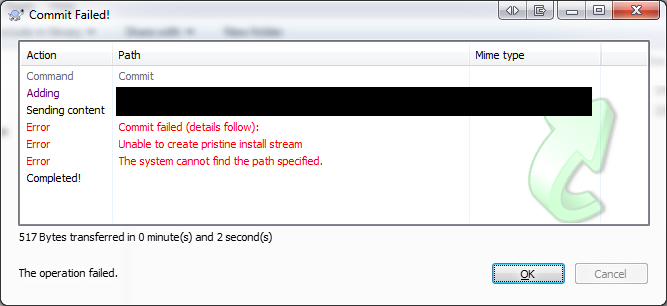 Commit Failed!
Action Path Mime type
Command Commit
Adding
Sending content
Error Commit failed (details follow):
Error Unable to create pristine install stream
Error The system cannot find the path specified.
Completed!
517 Bytes transferred in 0 minute(s) and 2 second(s)
The operation failed.
OK Cancel